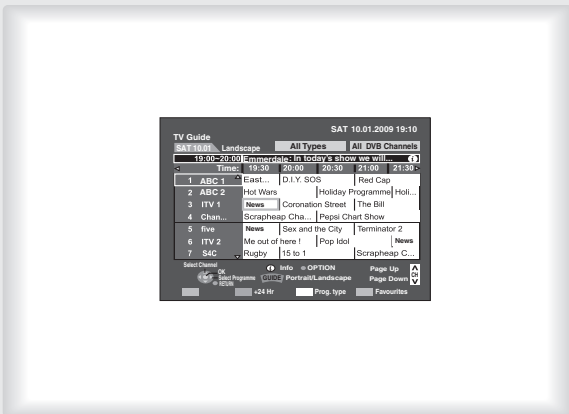 SAT 10.01.2009 19:10
TV Guide
SAT 10.01 Landscape All Types All DVB Channels
19:00~20:00 Emmerdale: In today's show we will... i
Time: 19:30 20:00 20:30 21:00 21:30
1 ABC 1 East... D.I.Y. SOS Red Cap
2 ABC 2 Hot Wars Holiday Programme Holi...
3 ITV 1 News Coronation Street The Bill
4 Chan... Scrapheap Cha... Pepsi Chart Show
5 five News Sex and the City Terminator 2
6 ITV 2 Me out of here ! Pop Idol News
7 S4C Rugby 15 to 1 Scrapheap C...
Select Channel
OK
Select Programme
RETURN
i Info OPTION Page Up
GUIDE Portrait/Landscape Page Down
CH
+24 Hr Prog. type Favourites